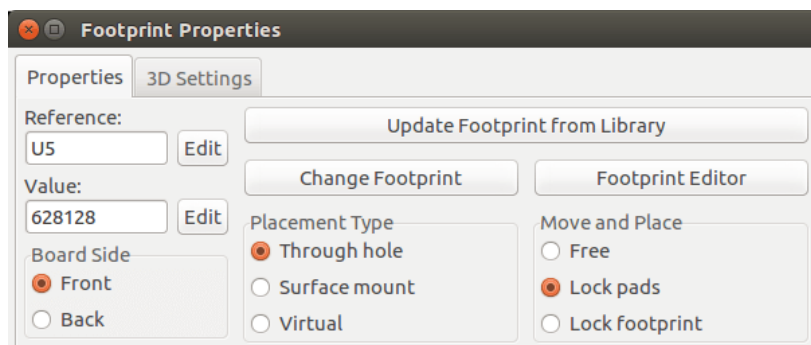 Footprint Properties
Properties 3D Settings
Reference:
U5 Edit
Value:
628128 Edit
Board Side
Front
Back
Update Footprint from Library
Change Footprint Footprint Editor
Placement Type
Through hole
Surface mount
Virtual
Move and Place
Free
Lock pads
Lock footprint